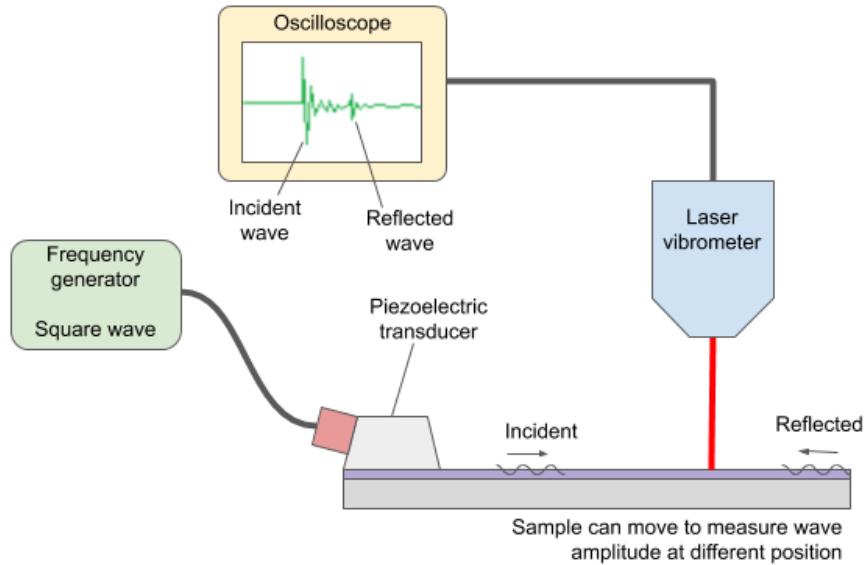 Oscilloscope
Incident
wave
Reflected
wave
Laser
vibrometer
Frequency
generator
Square wave
Piezoelectric
transducer
Incident
Reflected
Sample can move to measure wave
amplitude at different position